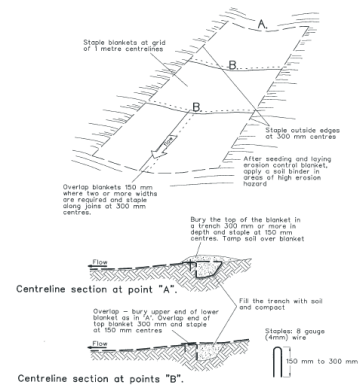 A.
Staple blankets at grid
of 1 metre centrelines
B.
B.
Flow
Staple outside edges
at 300 mm centres
After seeding and laying
erosion control blanket,
apply a soil binder in
areas of high erosion
hazard
Overlap blankets 150 mm
where two or more widths
are required and staple
along joins at 300 mm
centres.
Bury the top of the blanket in
a trench 300 mm or more in
depth and staple at 150 mm
centres. Tamp soil over blanket
Flow
Centreline section at point "A".
Fill the trench with soil
and compact
Overlap - bury upper end of lower
blanket as in "A". Overlap end of
top blanket 300 mm and staple
at 150 mm centres
Staples: 8 gauge
(4mm) wire
Flow
150 mm to 300 mm
Centreline section at points "B".